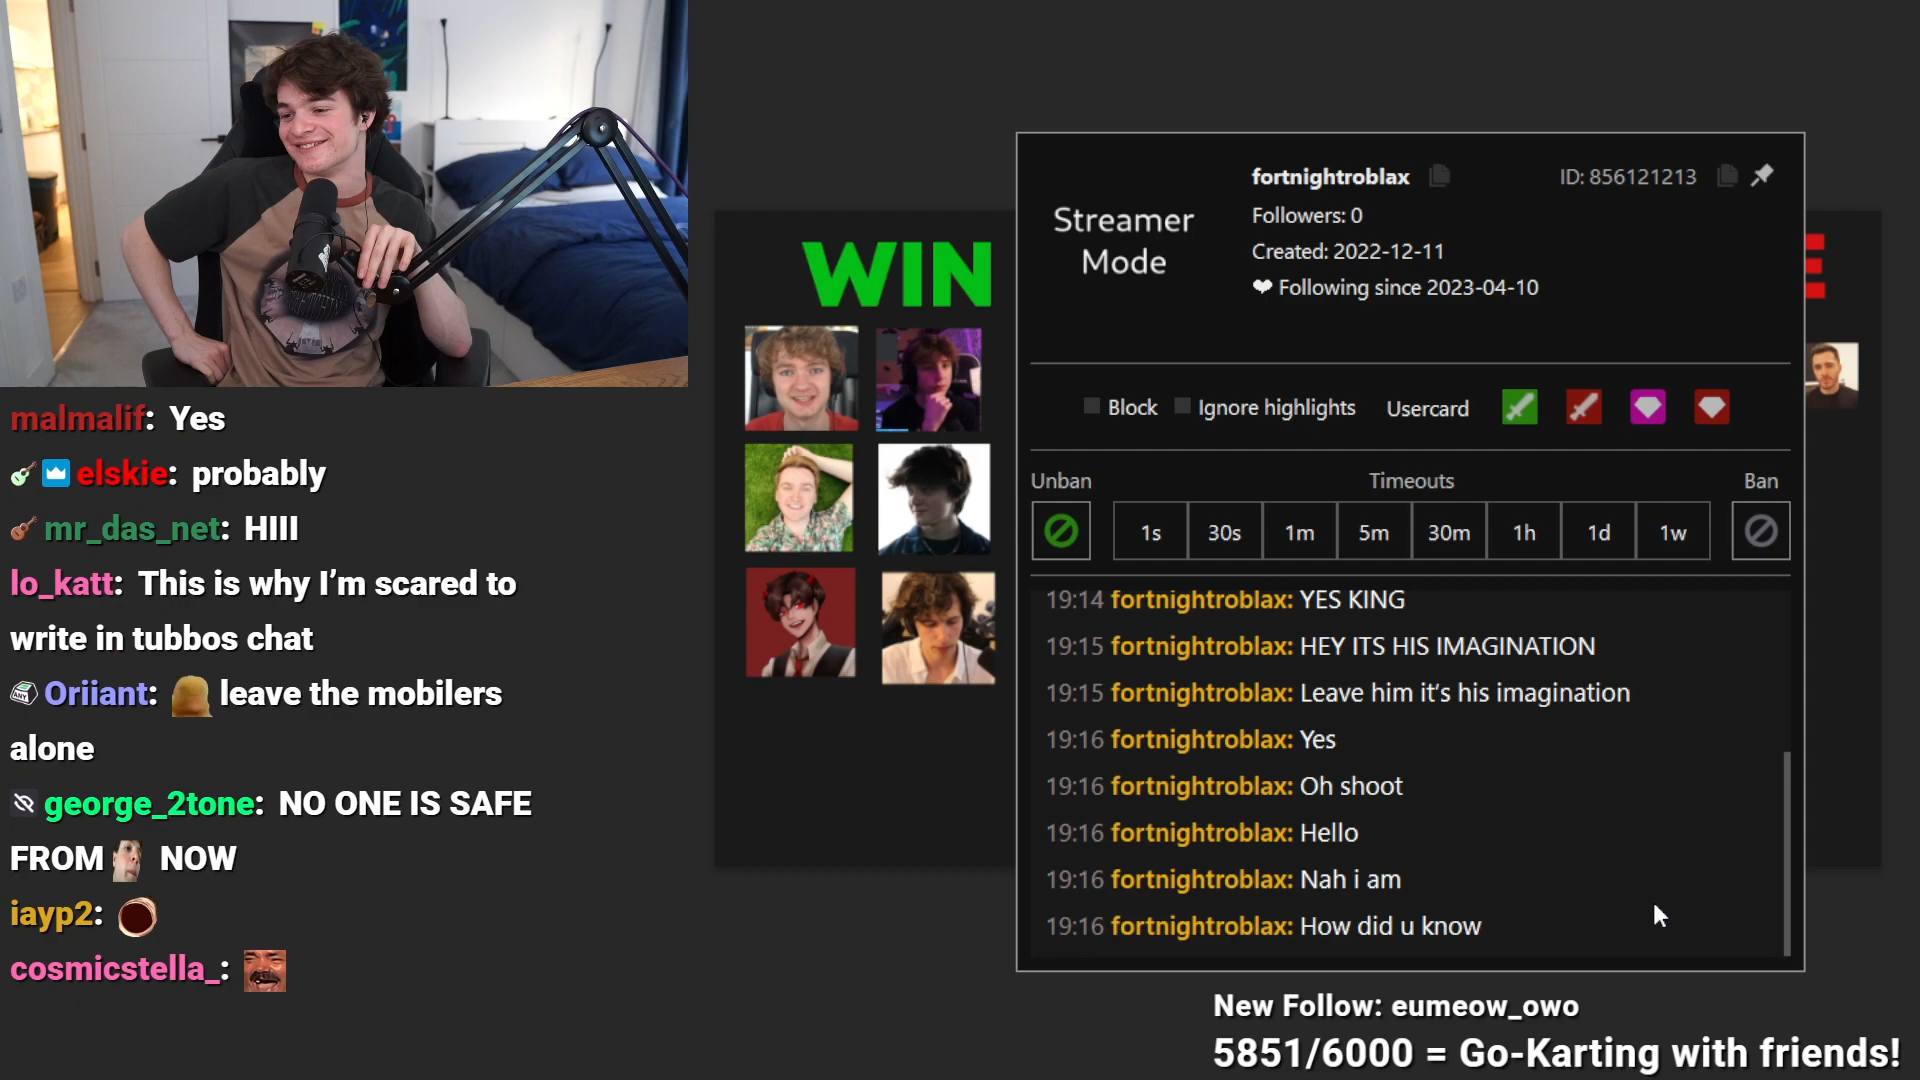 malmalif: Yes
elskie: probably
mr_das_net: HIII
lo_katt: This is why I’m scared to
write in tubbos chat
ANY Oriiant: leave the mobilers
alone
george_2tone: NO ONE IS SAFE
FROM NOW
iayp2:
cosmicstella_:
WIN
E
Streamer
Mode
fortnightroblax
ID: 856121213
Followers: 0
Created: 2022-12-11
Following since 2023-04-10
Block
Ignore highlights
Usercard
Unban
Timeouts
Ban
1s 30s 1m 5m 30m 1h 1d 1w
19:14 fortnightroblax: YES KING
19:15 fortnightroblax: HEY ITS HIS IMAGINATION
19:15 fortnightroblax: Leave him it's his imagination
19:16 fortnightroblax: Yes
19:16 fortnightroblax: Oh shoot
19:16 fortnightroblax: Hello
19:16 fortnightroblax: Nah i am
19:16 fortnightroblax: How did u know
New Follow: eumeow_owo
5851/6000 = Go-Karting with friends!